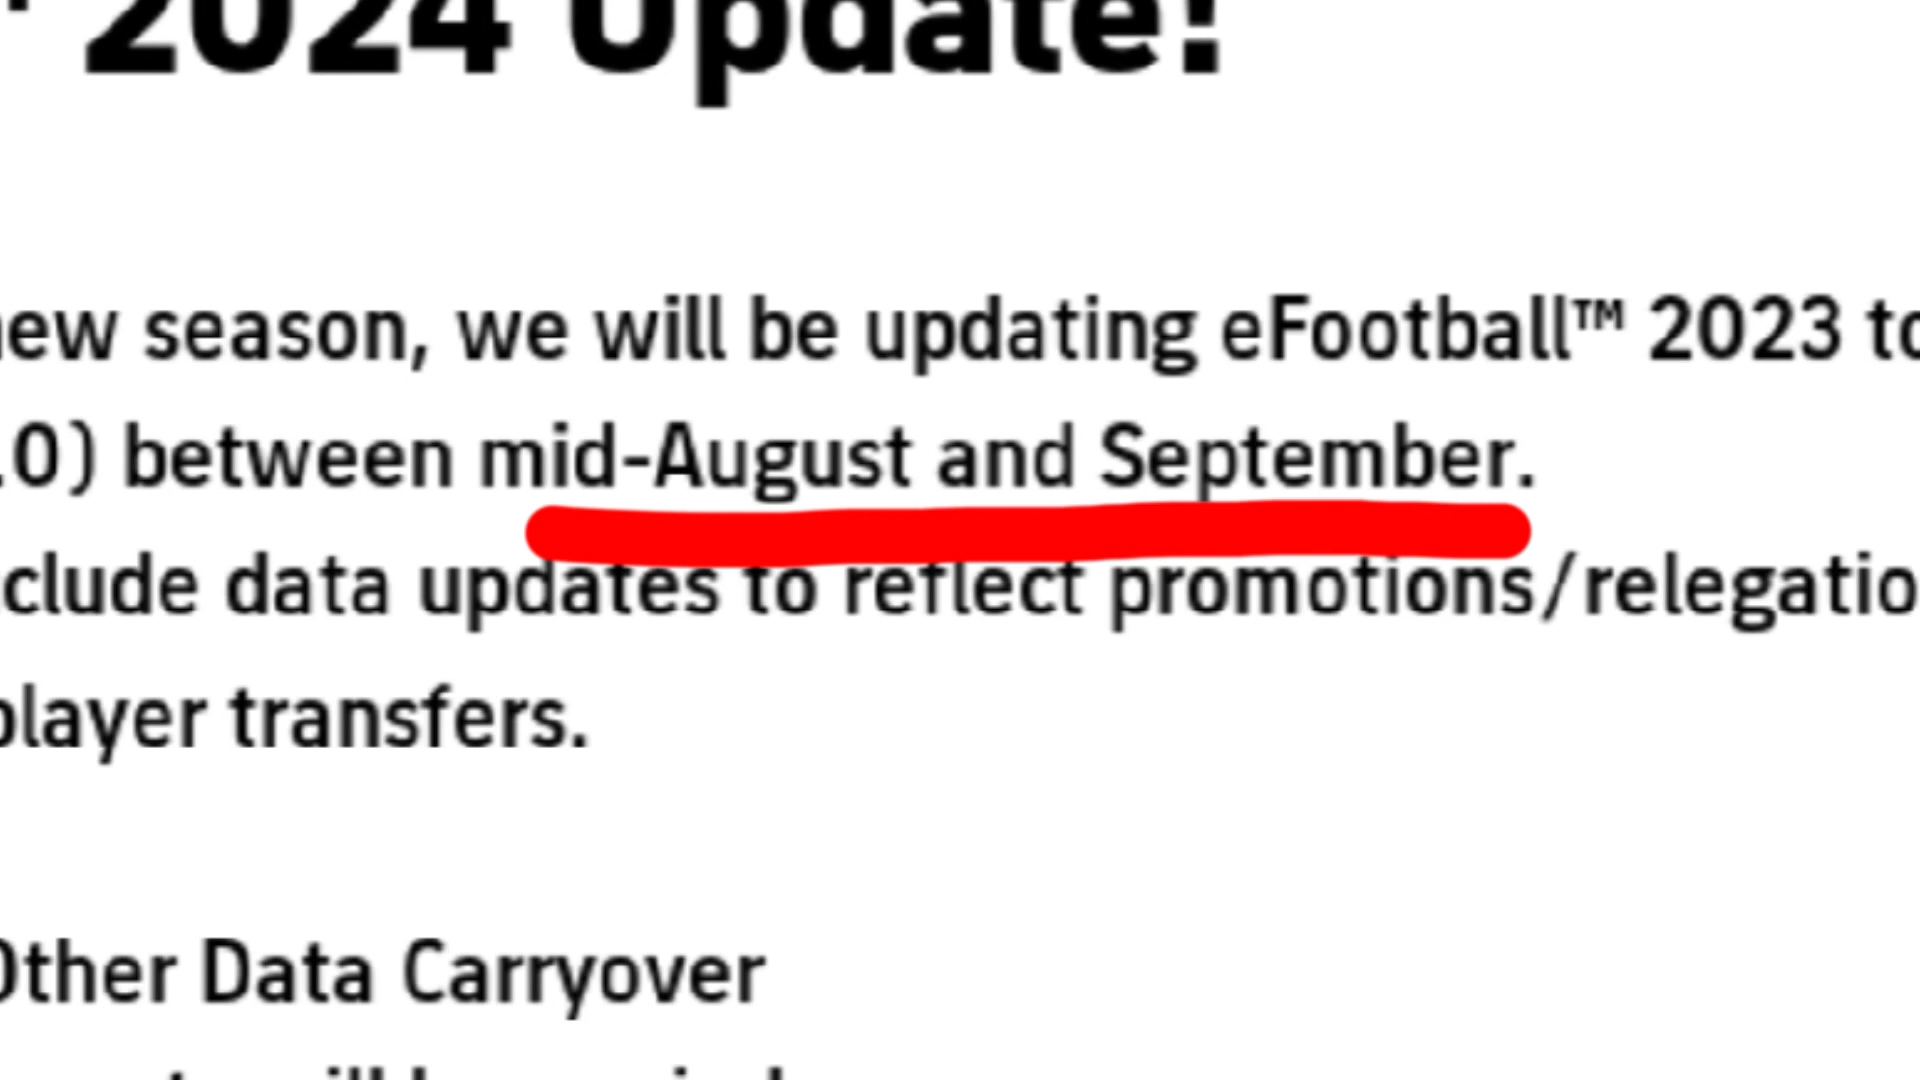 2024 Update!
new season, we will be updating eFootball™ 2023 to
.0) between mid-August and September.
clude data updates to reflect promotions/relegatio
player transfers.
Other Data Carryover